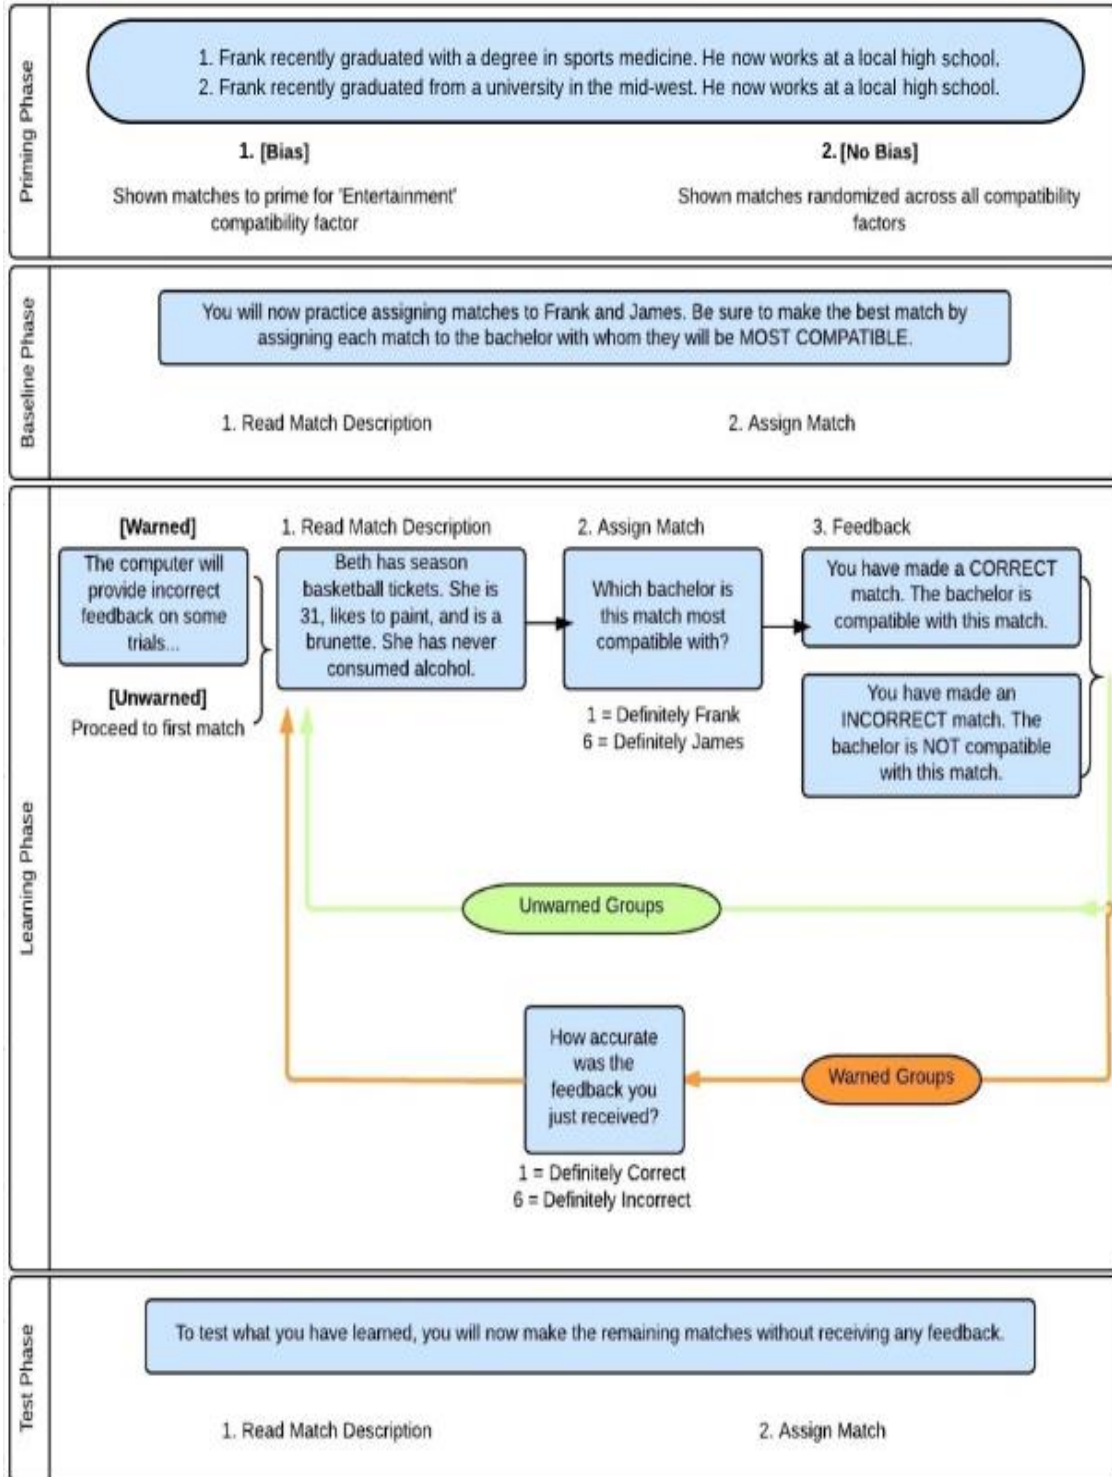 Priming Phase
1. Frank recently graduated with a degree in sports medicine. He now works at a local high school.
2. Frank recently graduated from a university in the mid-west. He now works at a local high school.
1. [Bias]
Shown matches to prime for 'Entertainment'
compatibility factor
2. [No Bias]
Shown matches randomized across all compatibility
factors
Baseline Phase
You will now practice assigning matches to Frank and James. Be sure to make the best match by
assigning each match to the bachelor with whom they will be MOST COMPATIBLE.
1. Read Match Description
2. Assign Match
Learning Phase
[Warned]
The computer will
provide incorrect
feedback on some
trials...
[Unwarned]
Proceed to first match
1. Read Match Description
Beth has season
basketball tickets. She is
31, likes to paint, and is a
brunette. She has never
consumed alcohol.
2. Assign Match
Which bachelor is
this match most
compatible with?
1 = Definitely Frank
6 = Definitely James
3. Feedback
You have made a CORRECT
match. The bachelor is
compatible with this match.
You have made an
INCORRECT match. The
bachelor is NOT compatible
with this match.
Unwarned Groups
How accurate
was the
feedback you
just received?
Warned Groups
1 = Definitely Correct
6 = Definitely Incorrect
Test Phase
To test what you have learned, you will now make the remaining matches without receiving any feedback.
1. Read Match Description
2. Assign Match